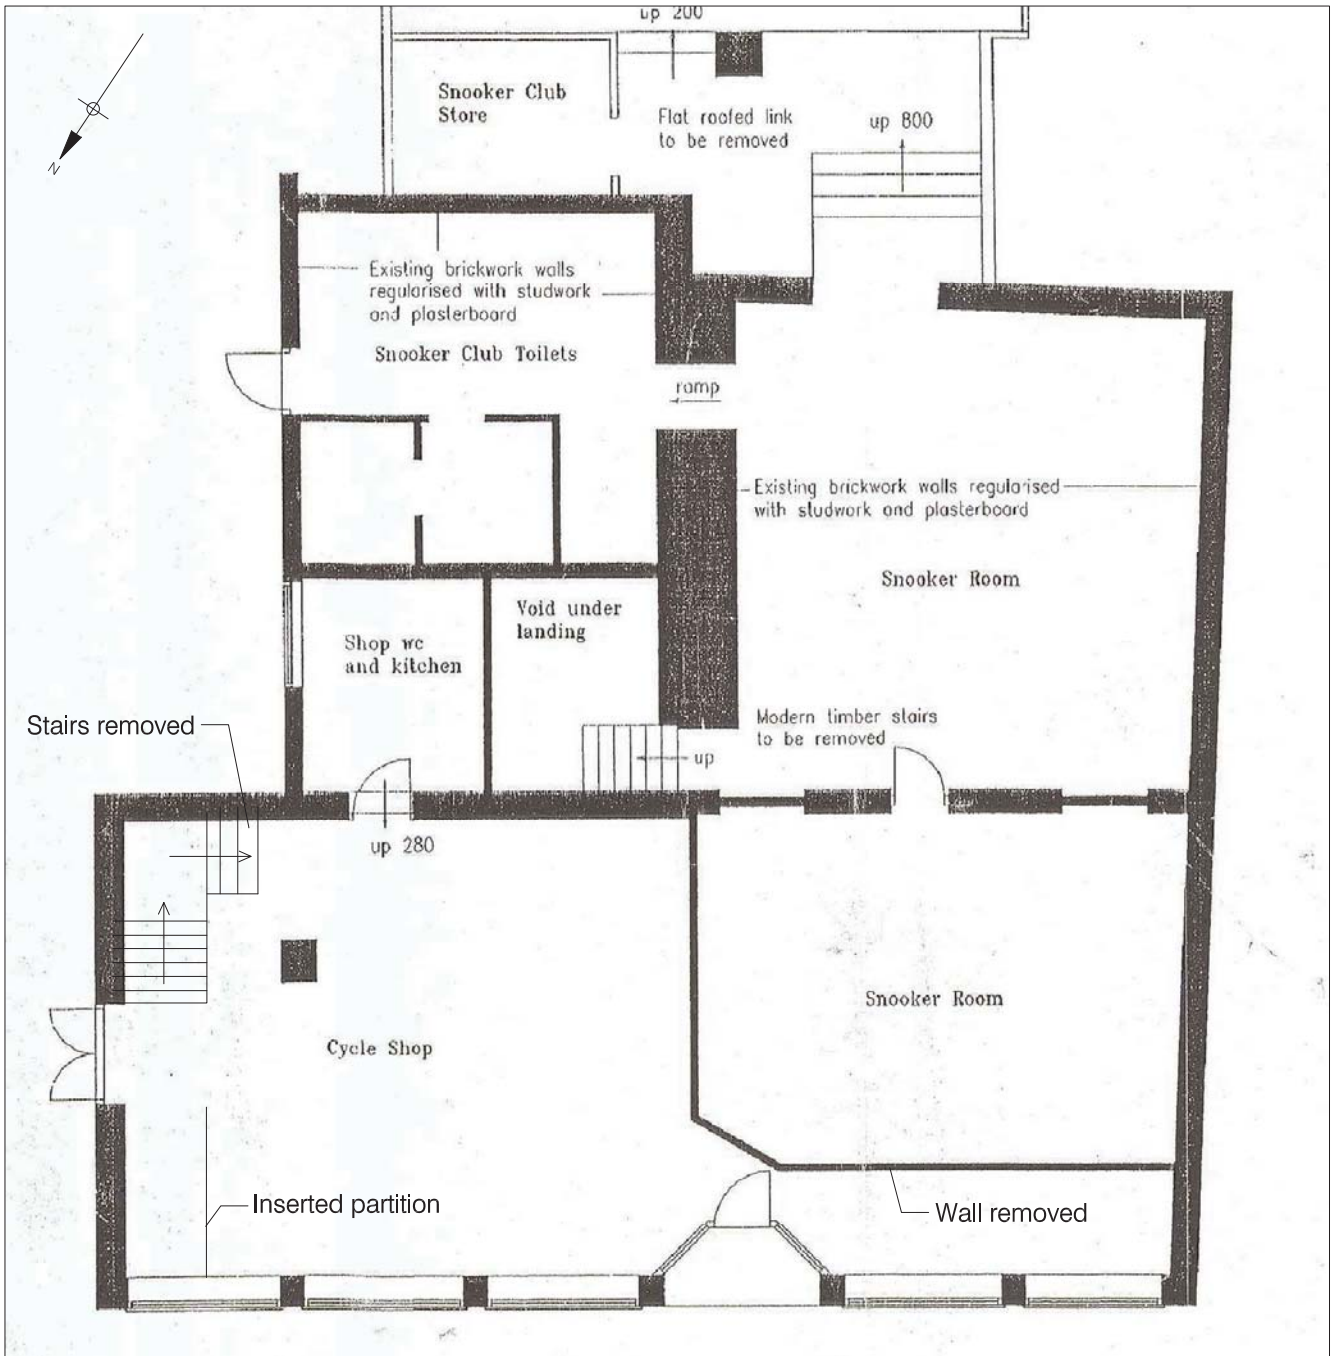 up 200
N
Snooker Club
Store
Flat roofed link
to be removed
up 800
Existing brickwork walls
regularised with studwork
and plasterboard
Snooker Club Toilets
ramp
Existing brickwork walls regularised
with studwork and plasterboard
Snooker Room
Void under
landing
Shop wc
and kitchen
Stairs removed
Modern timber stairs
to be removed
up
up 280
Snooker Room
Cycle Shop
Inserted partition
Wall removed